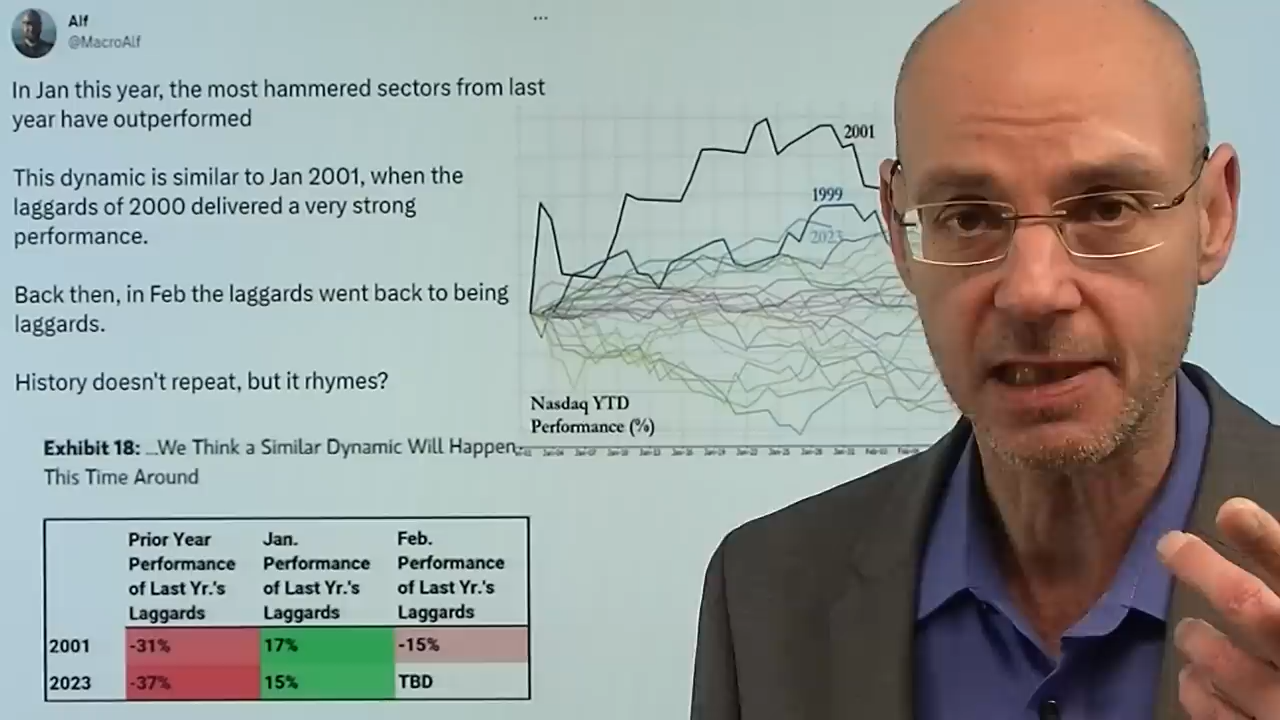 Alf
@MacroAlf
...
In Jan this year, the most hammered sectors from last
year have outperformed
This dynamic is similar to Jan 2001, when the
laggards of 2000 delivered a very strong
performance.
Back then, in Feb the laggards went back to being
laggards.
History doesn't repeat, but it rhymes?
2001
1999
2023
Nasdaq YTD
Performance (%)
Exhibit 18: ...We Think a Similar Dynamic Will Happen
This Time Around
Prior Year Jan. Feb.
Performance Performance Performance
of Last Yr.'s of Last Yr.'s of Last Yr.'s
Laggards Laggards Laggards
2001 -31% 17% -15%
2023 -37% 15% TBD